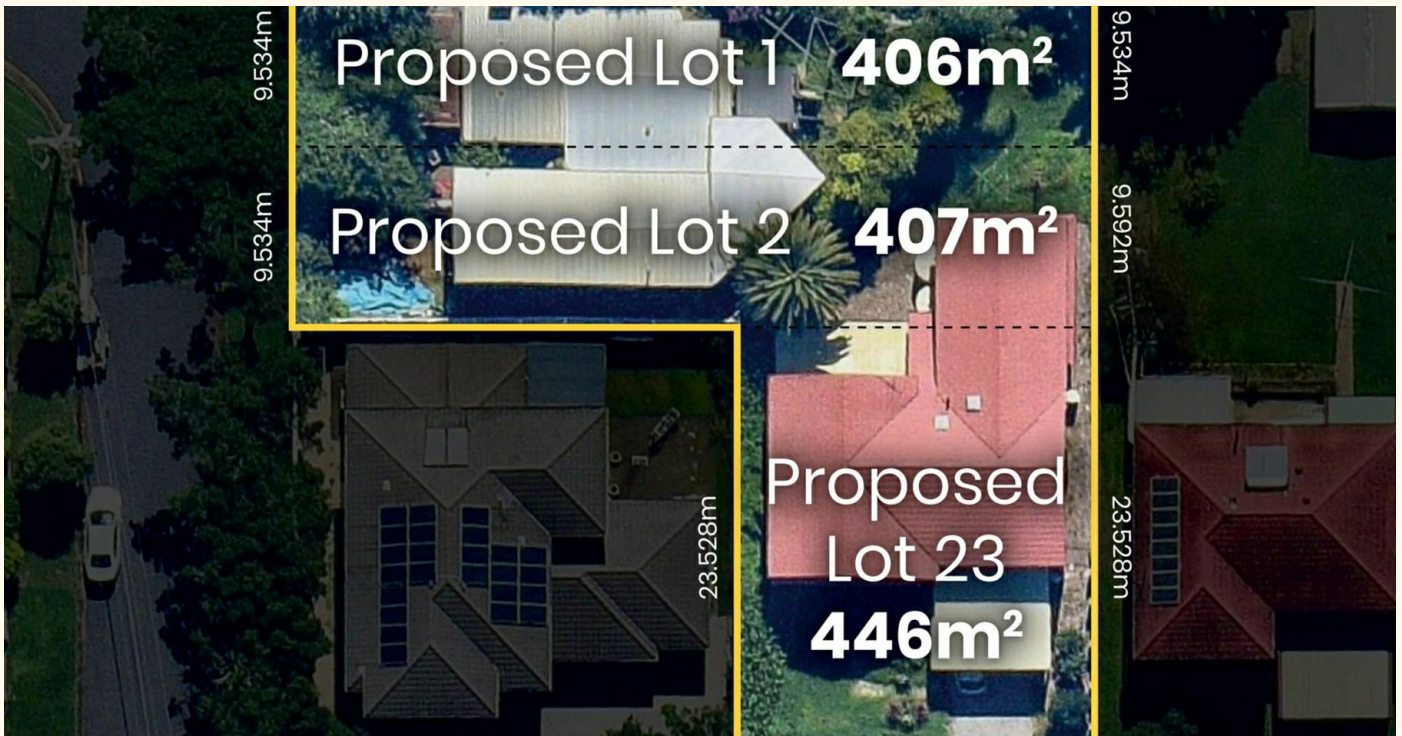 9.534m
Proposed Lot 1 406m²
9.534m
9.534m
Proposed Lot 2 407m²
9.592m
Proposed
Lot 23
446m²
23.528m
23.528m